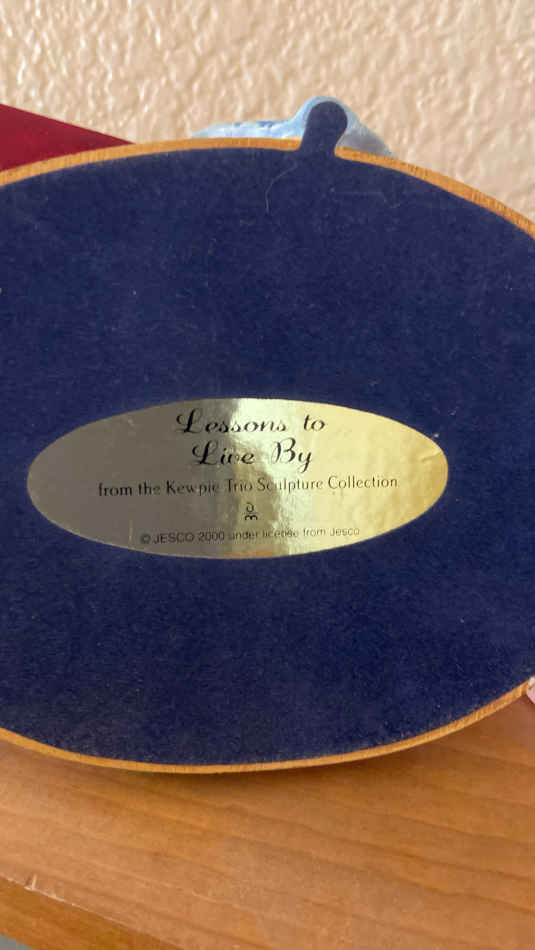 Lessons to
Live By
from the Kewpie Trio Sculpture Collection
© JESCO 2000 under license from Jesco